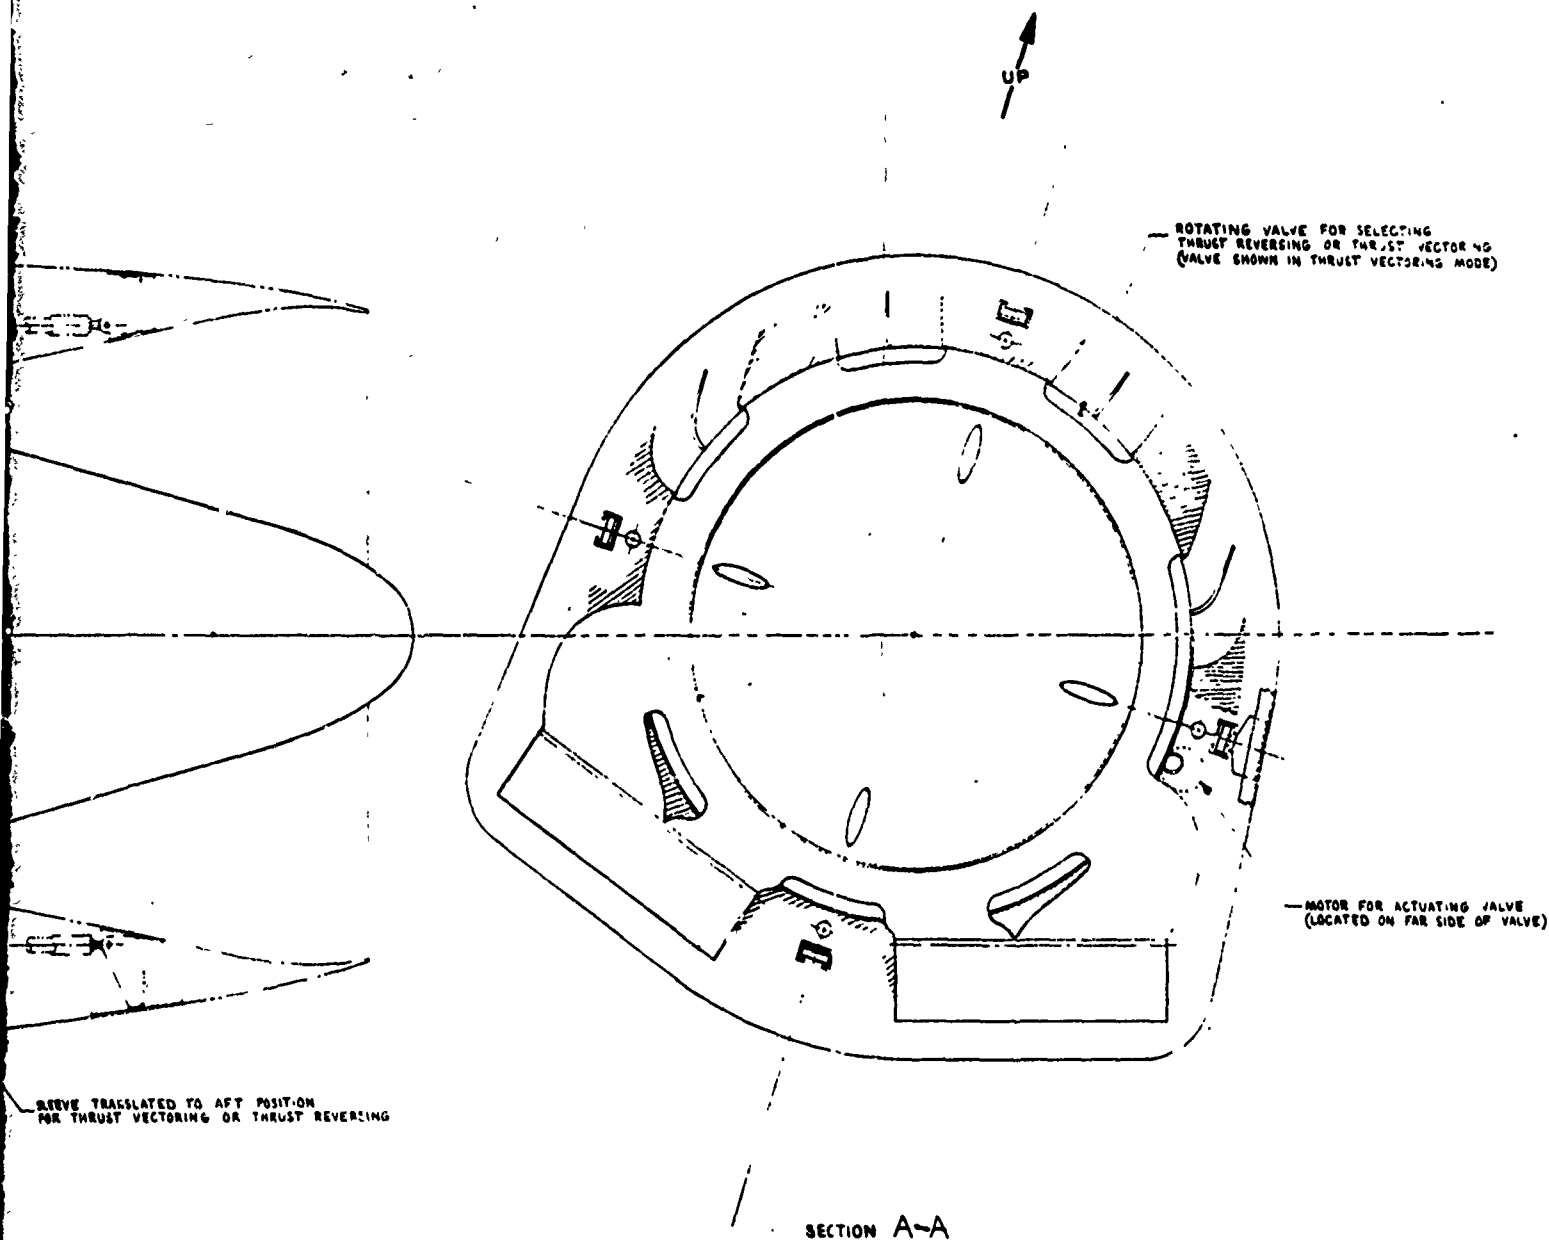 UP
ROTATING VALVE FOR SELECTING
THRUST REVERSING OR THRUST VECTORING
(VALVE SHOWN IN THRUST VECTORING MODE)
MOTOR FOR ACTUATING VALVE
(LOCATED ON FAR SIDE OF VALVE)
SLEEVE TRANSLATED TO AFT POSITION
FOR THRUST VECTORING OR THRUST REVERSING
SECTION A-A